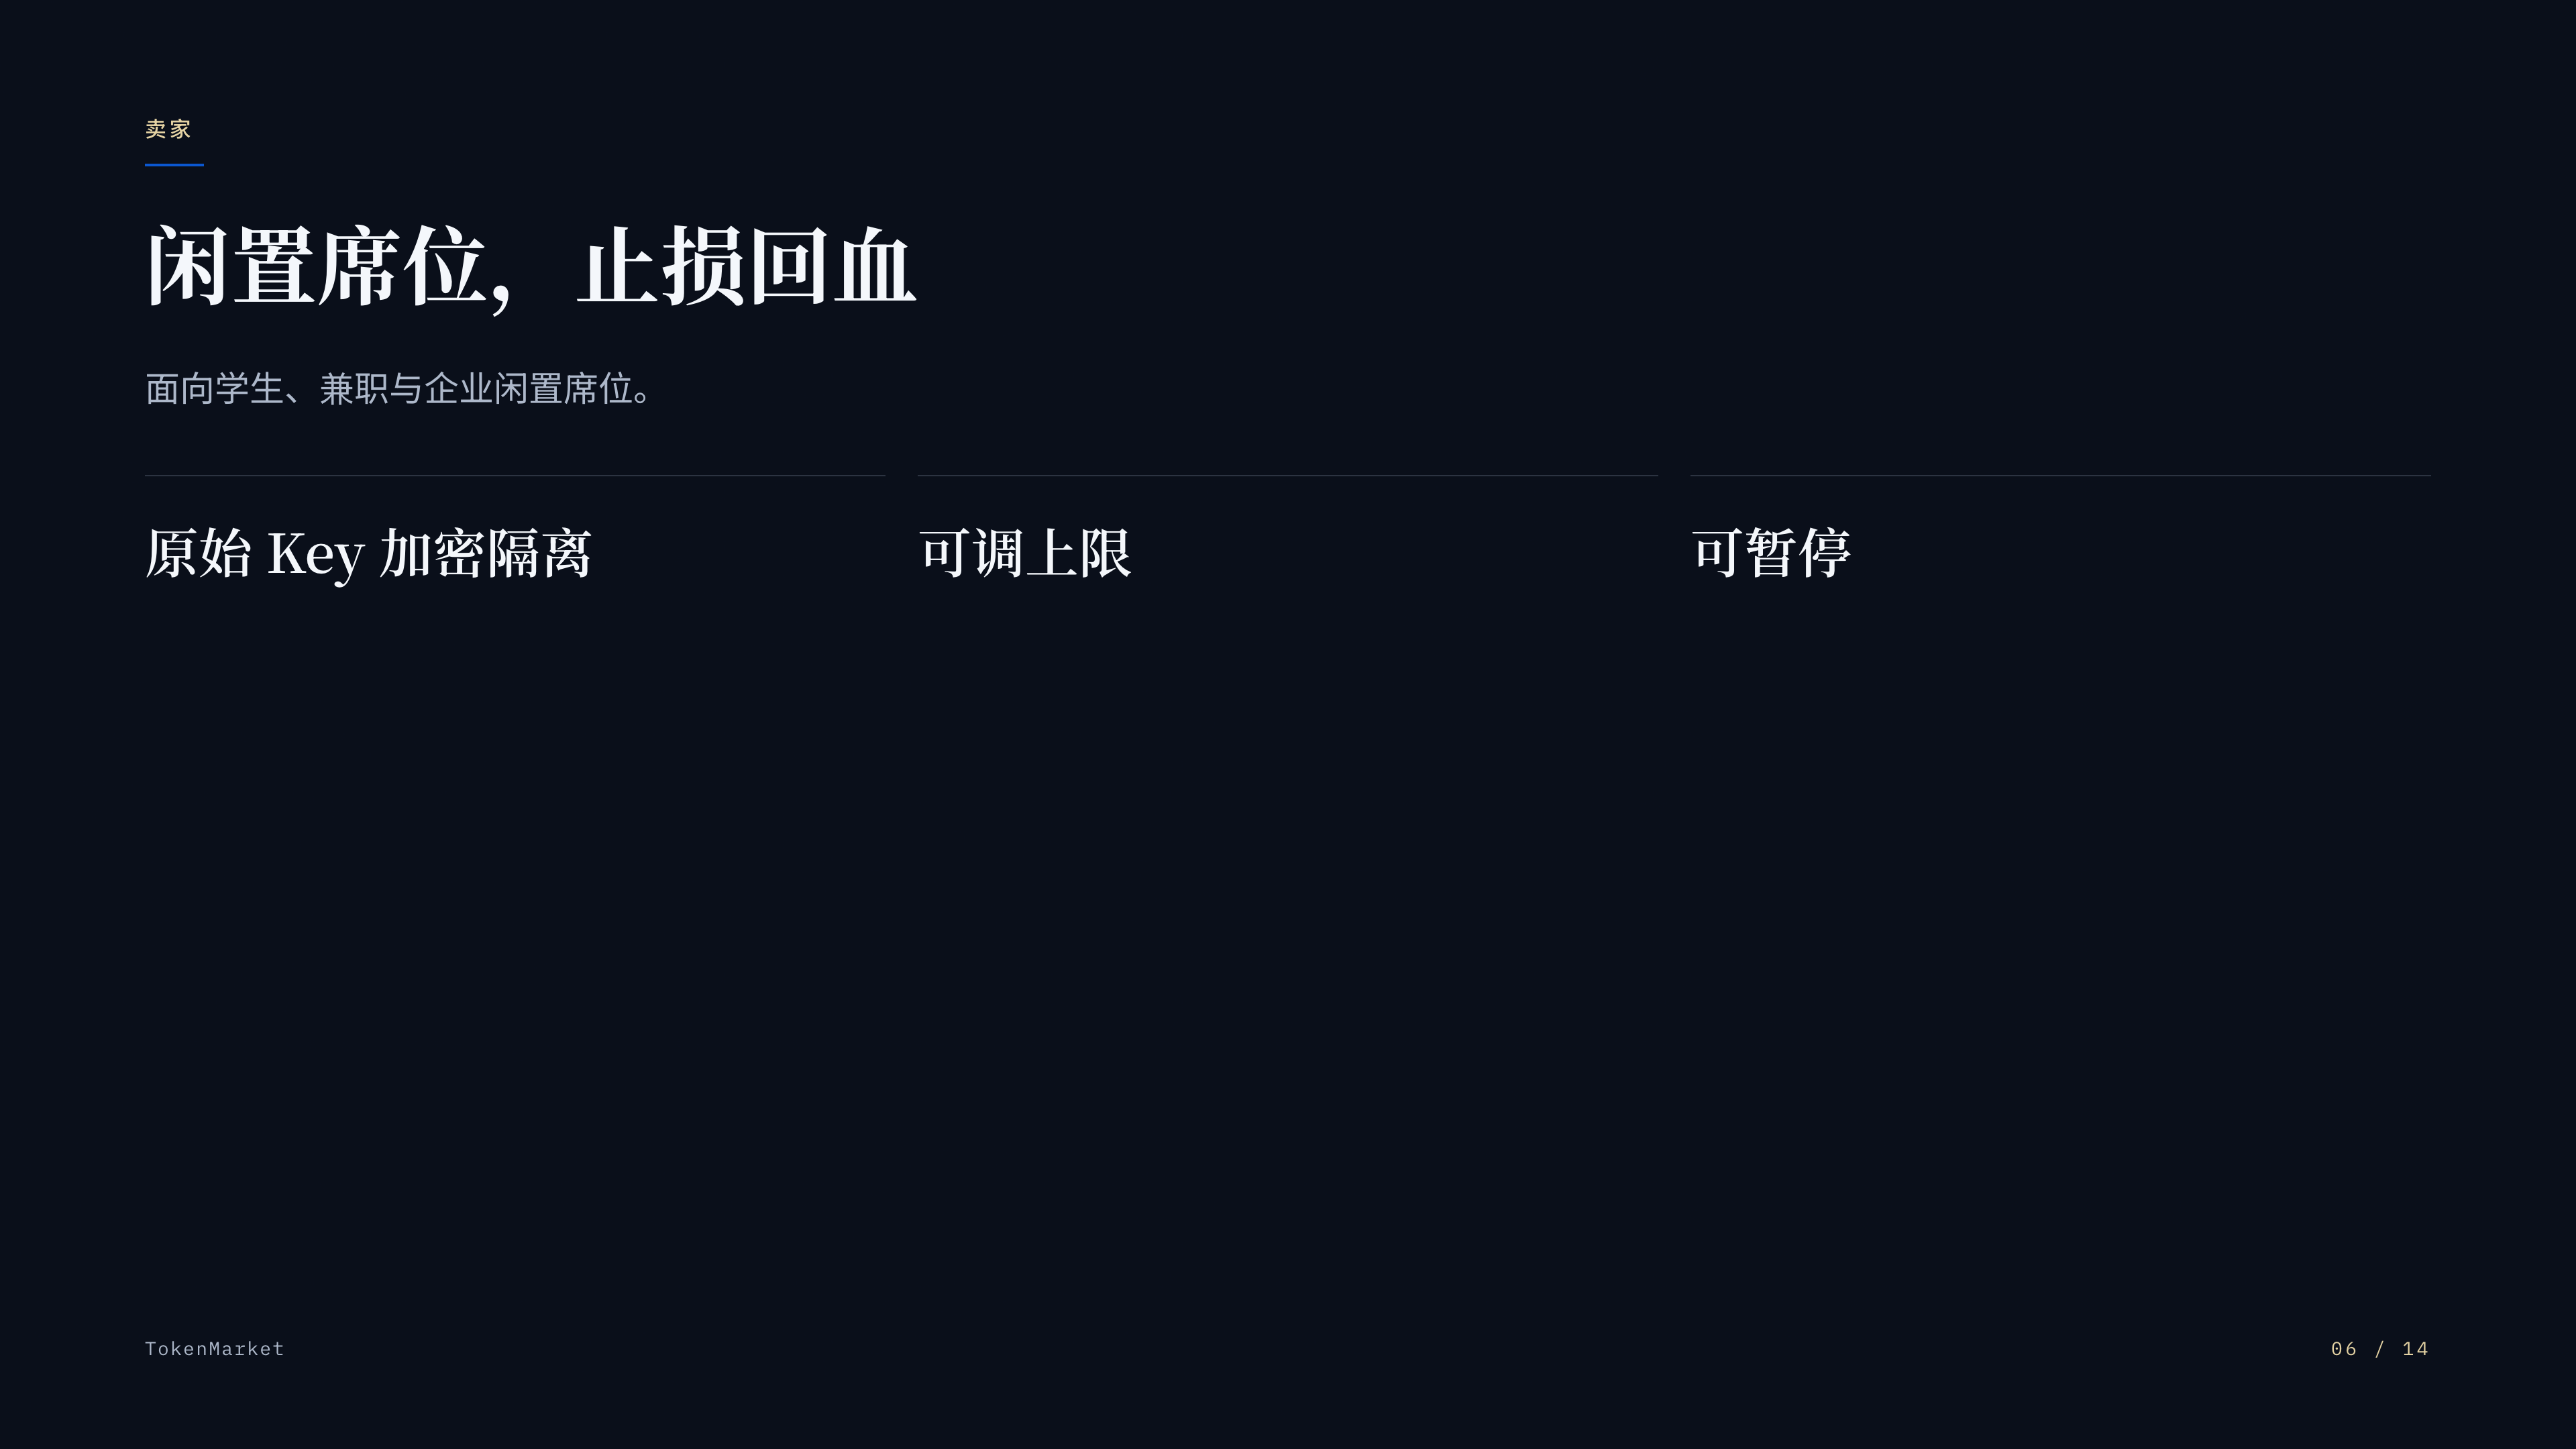 卖家
闲置席位，止损回血
面向学生、兼职与企业闲置席位。
原始 Key 加密隔离
可调上限
可暂停
TokenMarket
06 / 14